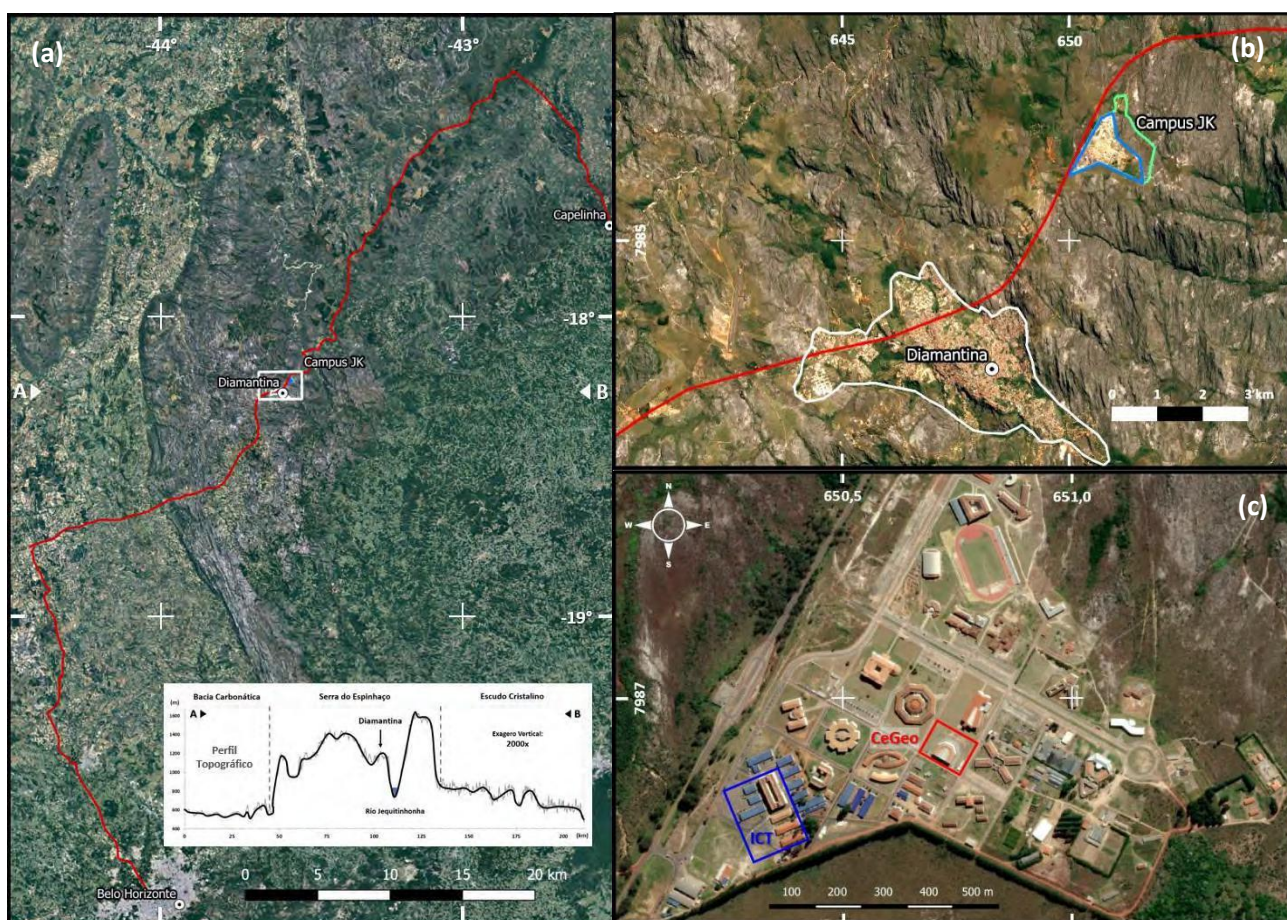 (a)
-44°
-43°
Capelinha
-18°
Campus JK
Diamantina
A
B
-19°
Bacia Carbonática
Serra do Espinhaço
Escudo Cristalino
(m)
A
B
Diamantina
Exagero Vertical:
2000x
Perfil
Topográfico
Rio Jequitinhonha
1600
1400
1200
1000
800
600
400
0
25
50
75
100
125
150
175
200
(km)
Belo Horizonte
0
5
10
15
20 km
(b)
645
650
Campus JK
7985
Diamantina
0
1
2
3 km
(c)
650,5
651,0
N
W
E
S
7987
CeGeo
ICT
100
200
300
400
500 m